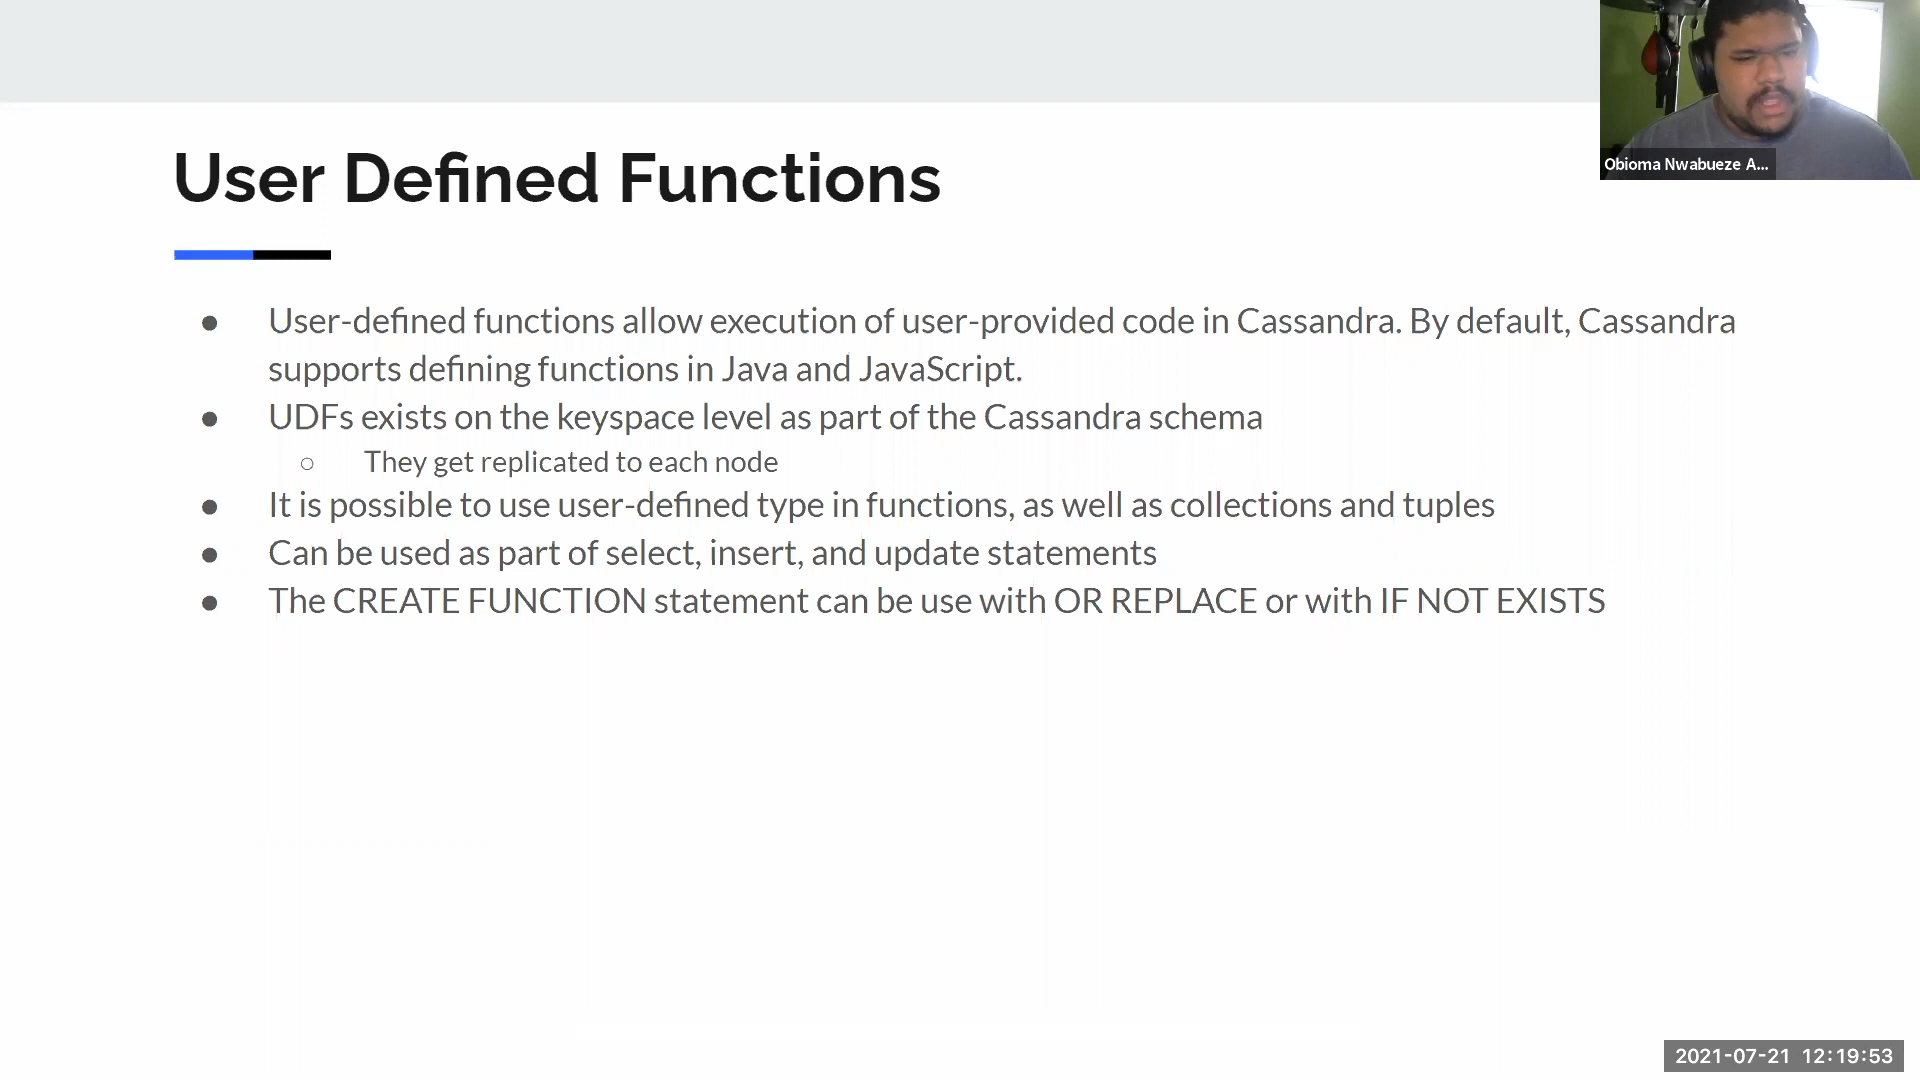 Obioma Nwabueze A...
User Defined Functions
● User-defined functions allow execution of user-provided code in Cassandra. By default, Cassandra
supports defining functions in Java and JavaScript.
● UDFs exists on the keyspace level as part of the Cassandra schema
○ They get replicated to each node
● It is possible to use user-defined type in functions, as well as collections and tuples
● Can be used as part of select, insert, and update statements
● The CREATE FUNCTION statement can be use with OR REPLACE or with IF NOT EXISTS
2021-07-21 12:19:53